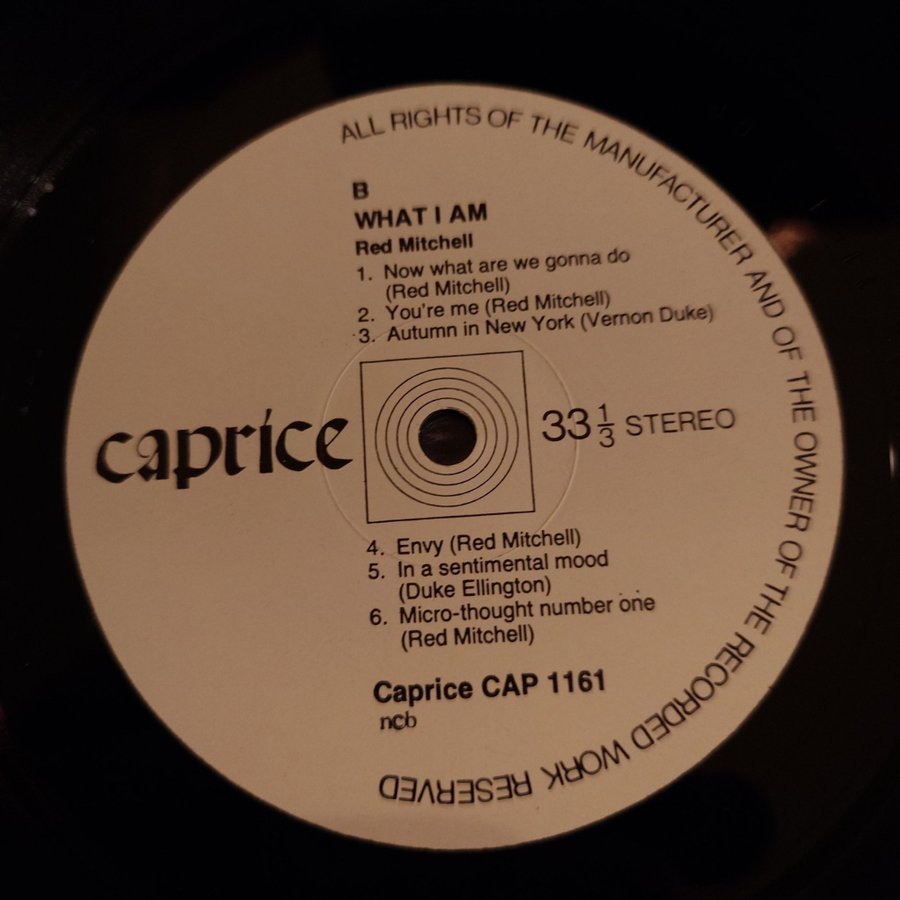 ALL RIGHTS OF THE MANUFACTURER AND OF THE OWNER OF THE RECORDED WORK RESERVED
B
WHAT I AM
Red Mitchell
1. Now what are we gonna do
(Red Mitchell)
2. You're me (Red Mitchell)
3. Autumn in New York (Vernon Duke)
caprice
33 1/3 STEREO
4. Envy (Red Mitchell)
5. In a sentimental mood
(Duke Ellington)
6. Micro-thought number one
(Red Mitchell)
Caprice CAP 1161
ncb